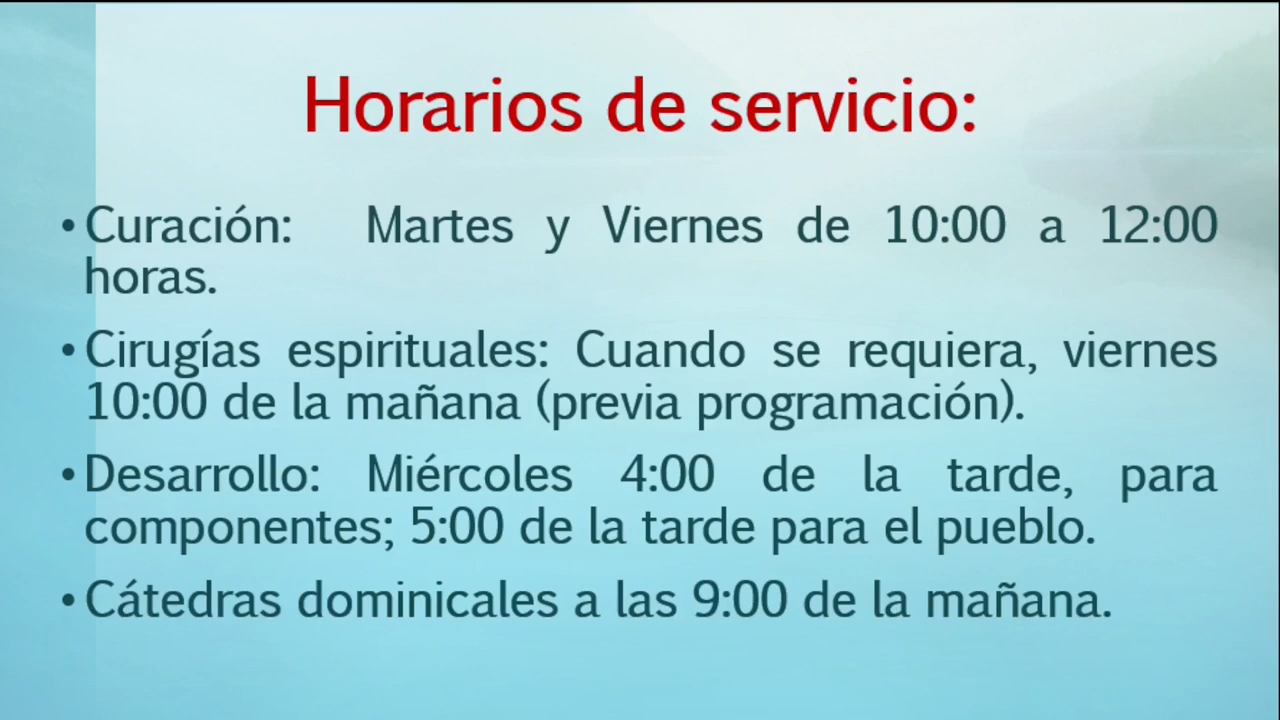 Horarios de servicio:
• Curación: Martes y Viernes de 10:00 a 12:00
horas.
• Cirugías espirituales: Cuando se requiera, viernes
10:00 de la mañana (previa programación).
• Desarrollo: Miércoles 4:00 de la tarde, para
componentes; 5:00 de la tarde para el pueblo.
• Cátedras dominicales a las 9:00 de la mañana.